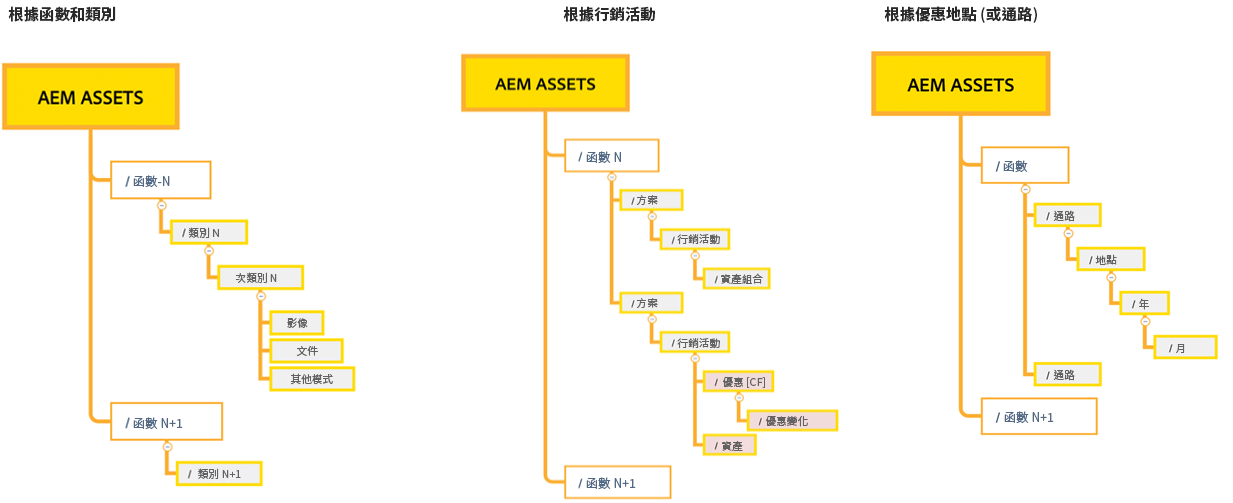 根據函數和類別
AEM ASSETS
/ 函數-N
/ 類別 N
次類別 N
影像
文件
其他模式
/ 函數 N+1
/ 類別 N+1
根據行銷活動
AEM ASSETS
/ 函數 N
/ 方案
/ 行銷活動
/ 資產組合
/ 方案
/ 行銷活動
/ 優惠 [CF]
/ 優惠變化
/ 資產
/ 函數 N+1
根據優惠地點 (或通路)
AEM ASSETS
/ 函數
/ 通路
/ 地點
/ 年
/ 月
/ 通路
/ 函數 N+1